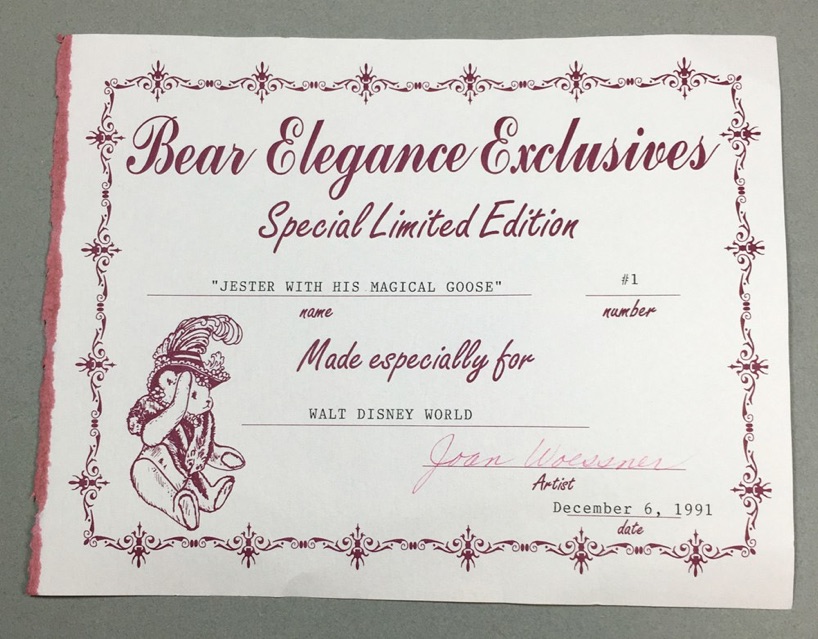 Bear Elegance Exclusives
Special Limited Edition
"JESTER WITH HIS MAGICAL GOOSE" #1
name number
Made especially for
WALT DISNEY WORLD
Joan Woessner
Artist
December 6, 1991
date